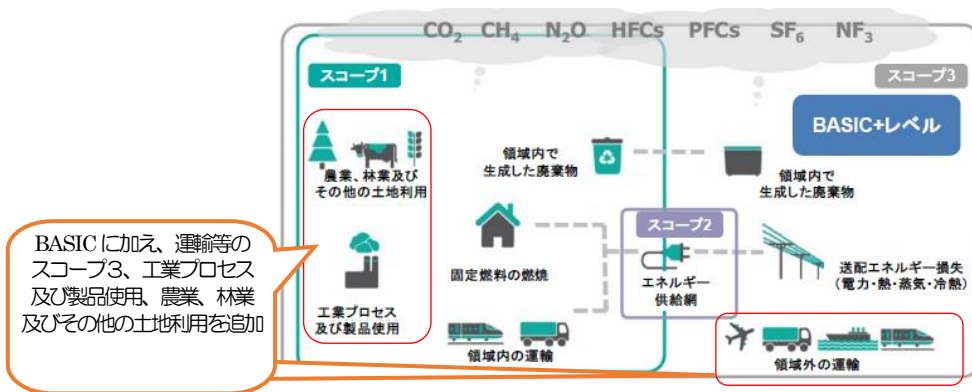 CO₂ CH₄ N₂O HFCs PFCs SF₆ NF₃
スコープ1
スコープ3
BASIC+レベル
農業、林業及び
その他の土地利用
領域内で
生成した廃棄物
領域内で
生成した廃棄物
スコープ2
BASICに加え、運輸等の
スコープ3、工業プロセス
及び製品使用、農業、林業
及びその他の土地利用を追加
固定燃料の燃焼
エネルギー
供給網
送配エネルギー損失
(電力・熱・蒸気・冷熱)
工業プロセス
及び製品使用
領域内の運輸
領域外の運輸